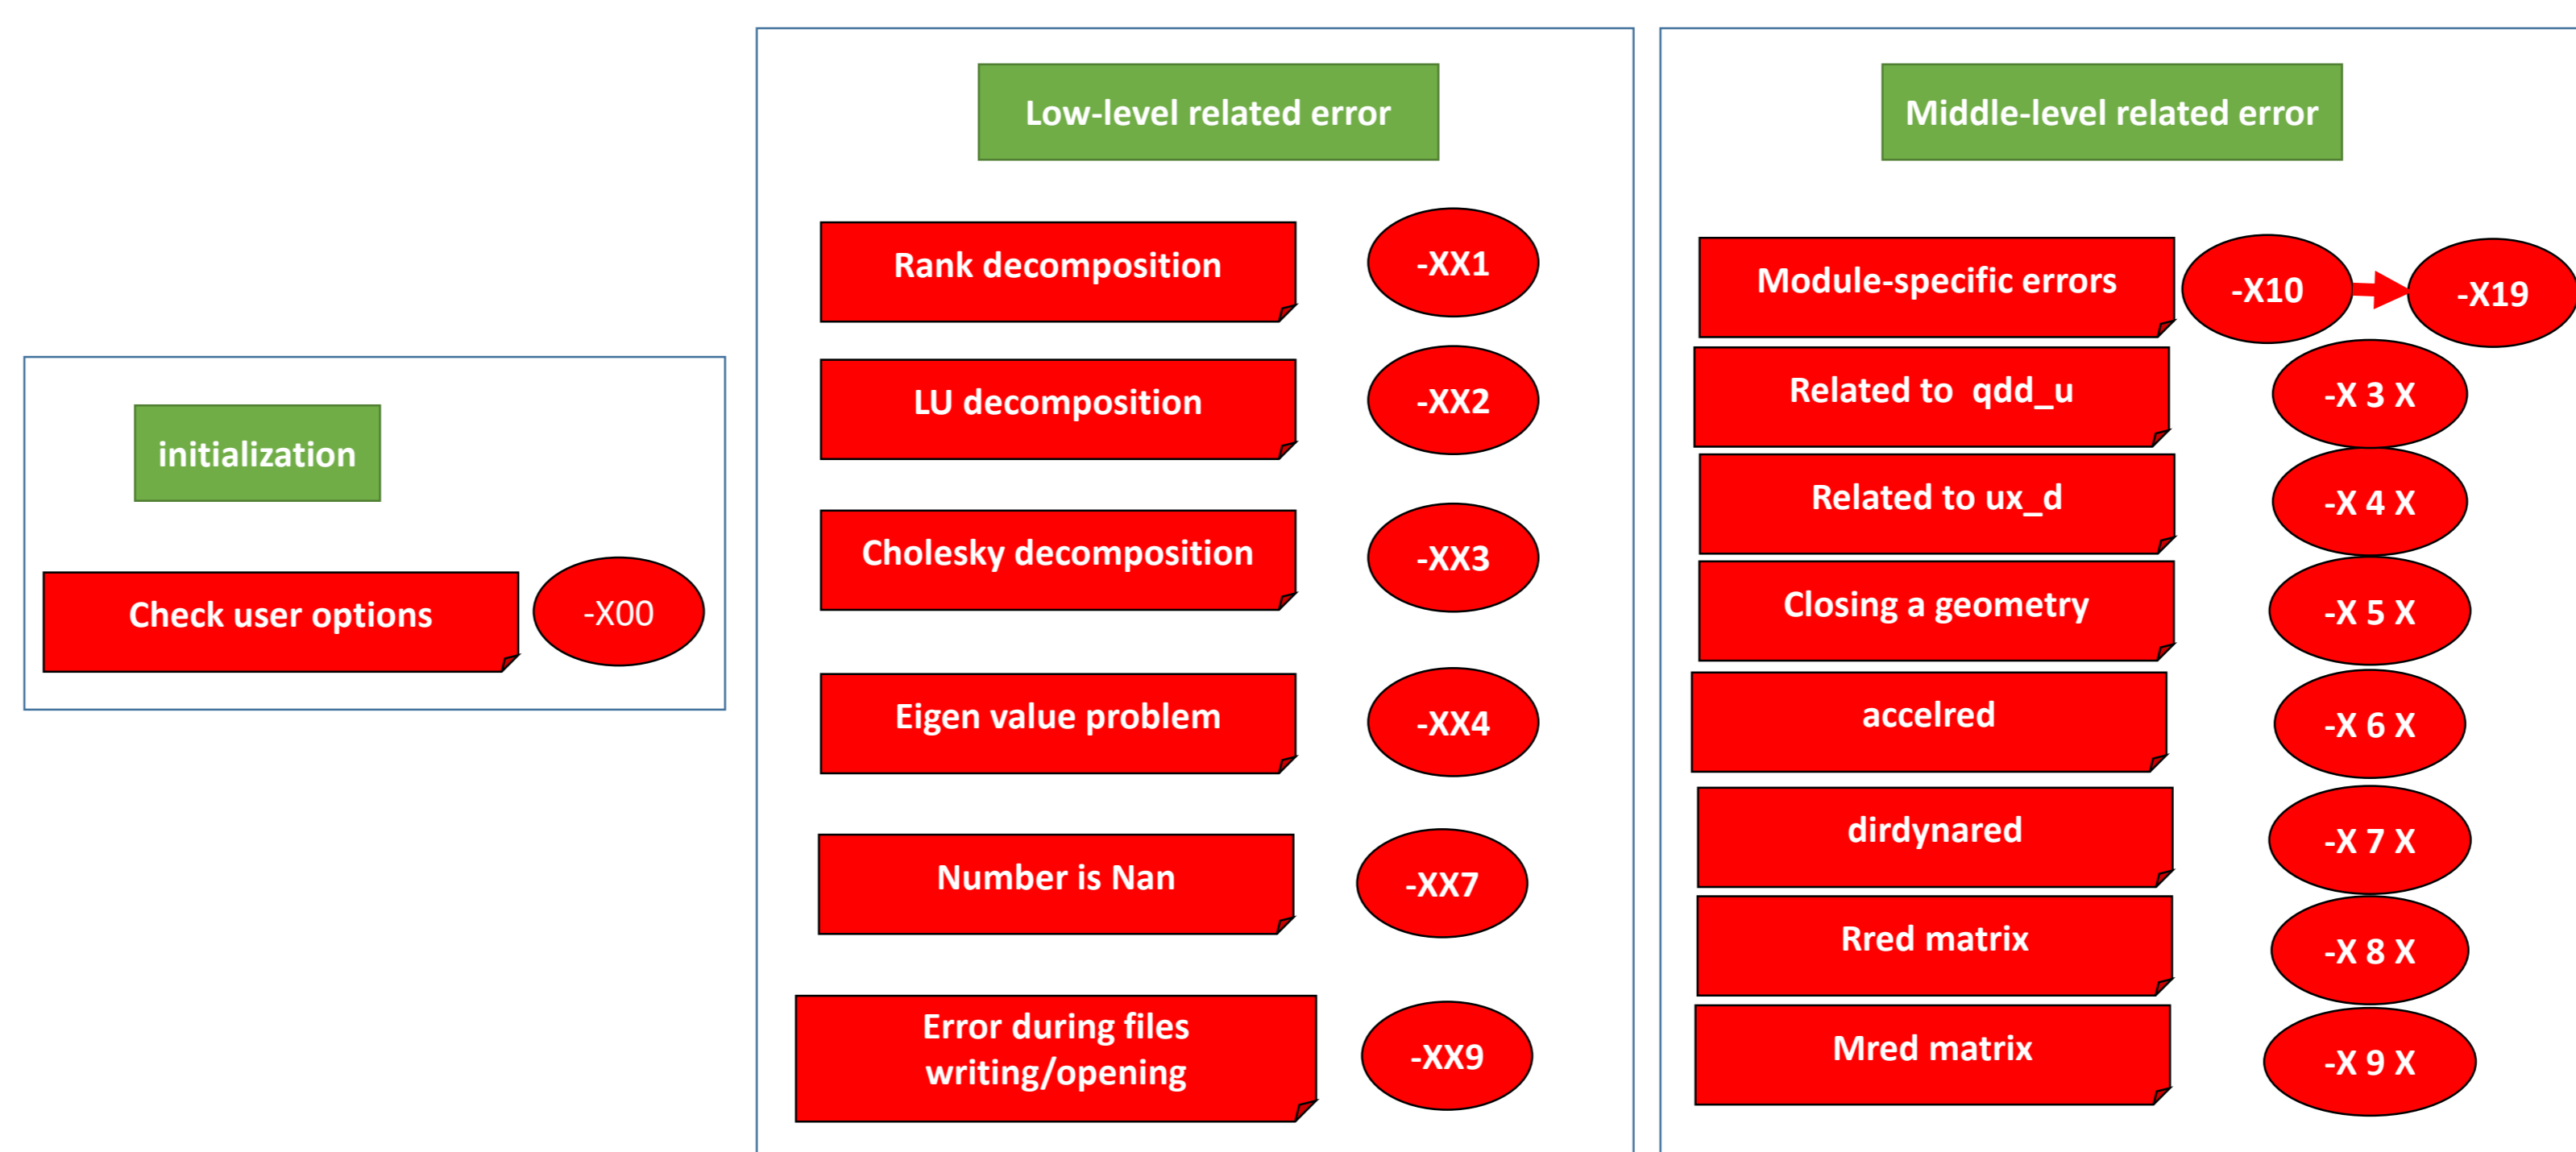 initialization
Check user options
-X00
Low-level related error
Rank decomposition
-XX1
LU decomposition
-XX2
Cholesky decomposition
-XX3
Eigen value problem
-XX4
Number is Nan
-XX7
Error during files
writing/opening
-XX9
Middle-level related error
Module-specific errors
-X10
-X19
Related to  qdd_u
-X 3 X
Related to ux_d
-X 4 X
Closing a geometry
-X 5 X
accelred
-X 6 X
dirdynared
-X 7 X
Rred matrix
-X 8 X
Mred matrix
-X 9 X